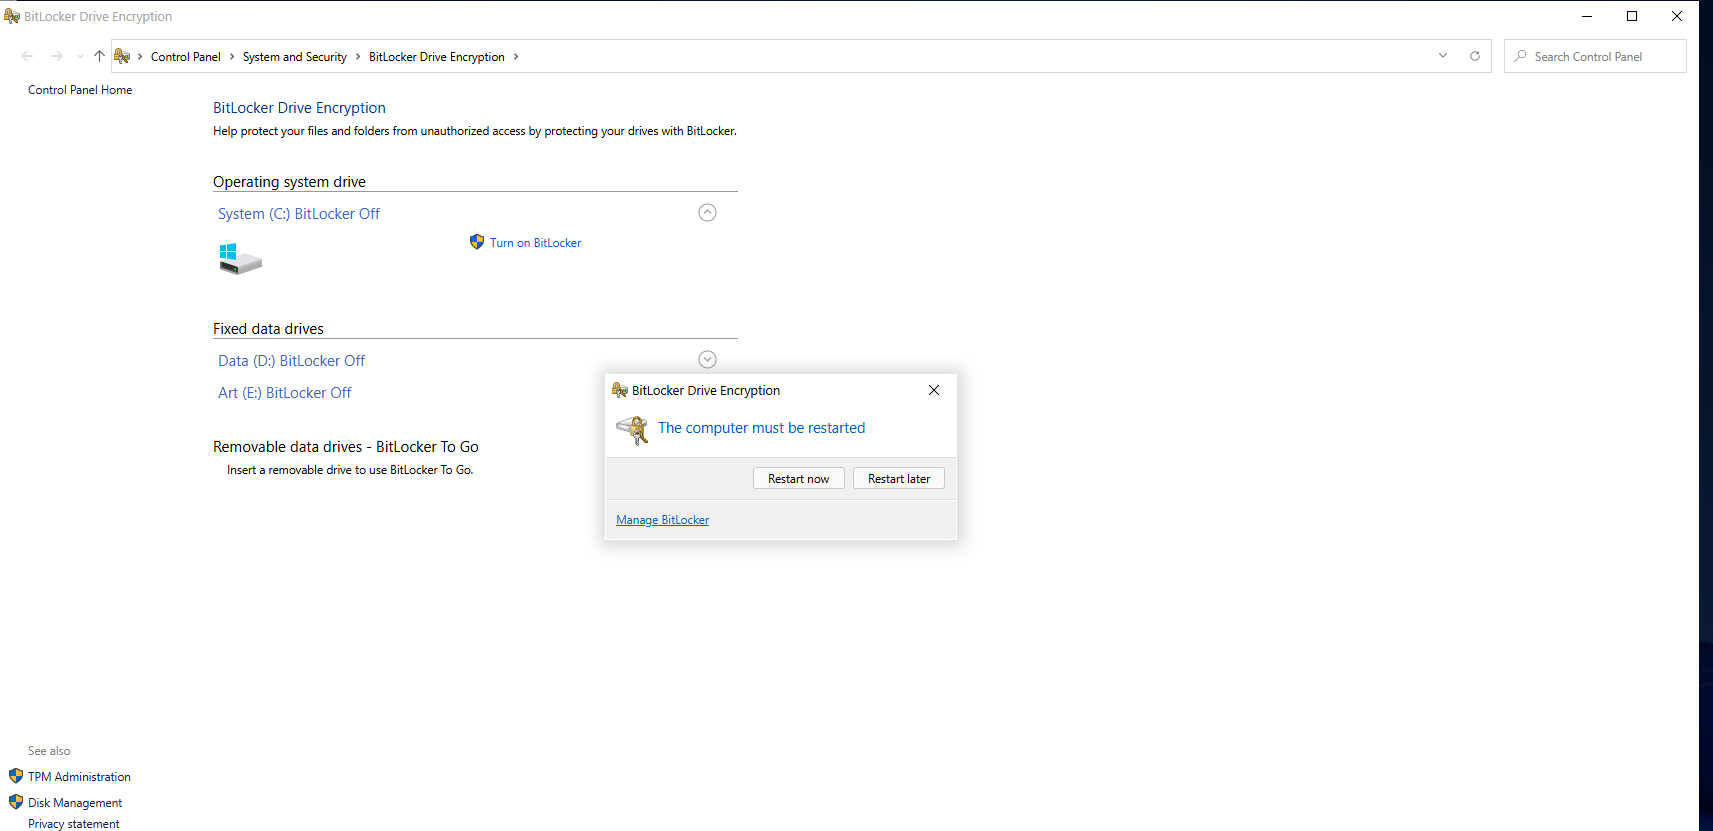 BitLocker Drive Encryption
Control Panel System and Security BitLocker Drive Encryption
Search Control Panel
Control Panel Home
BitLocker Drive Encryption
Help protect your files and folders from unauthorized access by protecting your drives with BitLocker.
Operating system drive
System (C:) BitLocker Off
Turn on BitLocker
Fixed data drives
Data (D:) BitLocker Off
Art (E:) BitLocker Off
Removable data drives - BitLocker To Go
Insert a removable drive to use BitLocker To Go.
BitLocker Drive Encryption
The computer must be restarted
Restart now Restart later
Manage BitLocker
See also
TPM Administration
Disk Management
Privacy statement